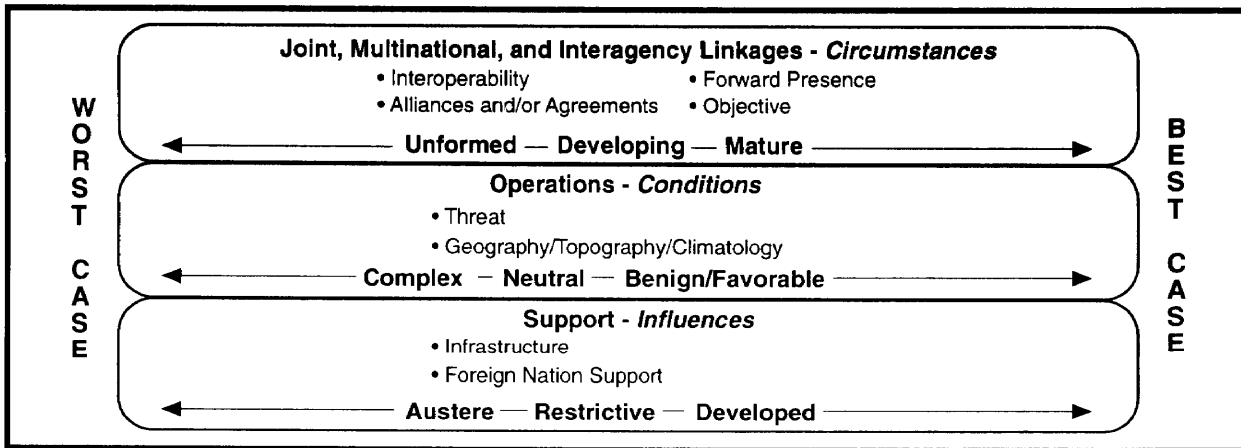 WORST CASE
Joint, Multinational, and Interagency Linkages - Circumstances
• Interoperability • Forward Presence
• Alliances and/or Agreements • Objective
Unformed — Developing — Mature
Operations - Conditions
• Threat
• Geography/Topography/Climatology
Complex – Neutral — Benign/Favorable
Support - Influences
• Infrastructure
• Foreign Nation Support
Austere — Restrictive — Developed
BEST CASE